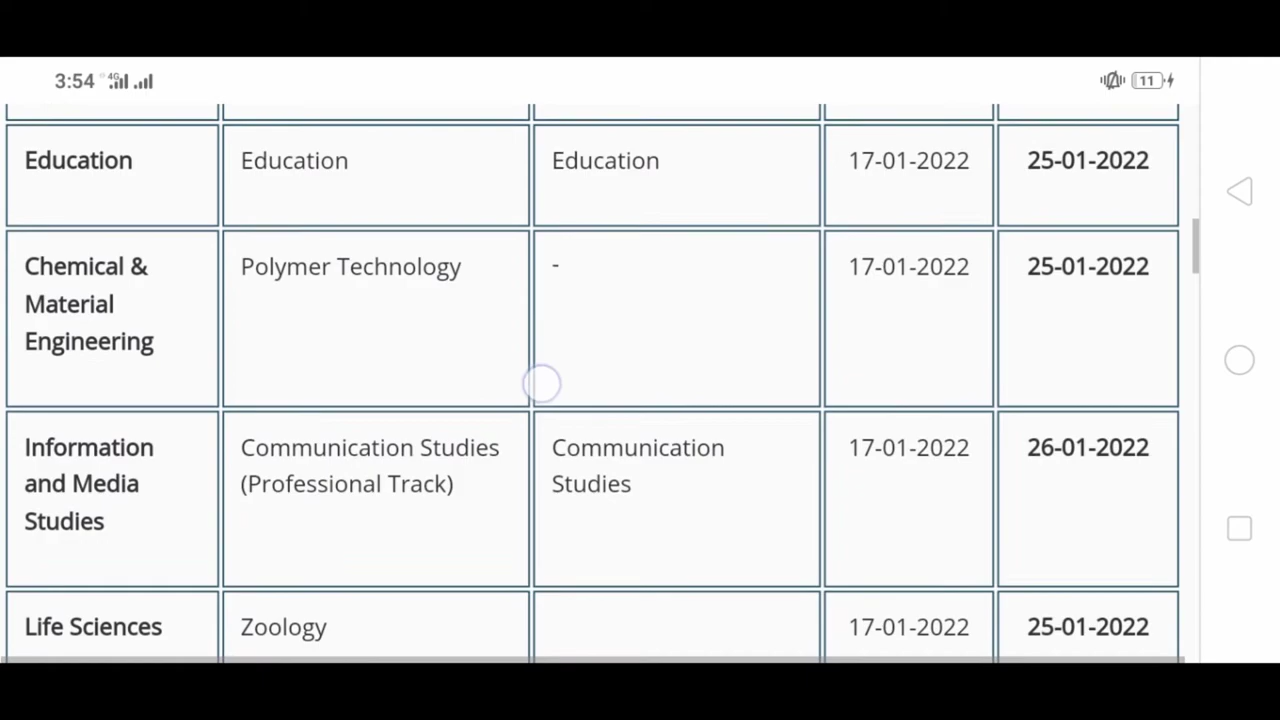 3:54 4G 11
Education Education Education 17-01-2022 25-01-2022
Chemical & Polymer Technology - 17-01-2022 25-01-2022
Material
Engineering
Information Communication Studies Communication 17-01-2022 26-01-2022
and Media (Professional Track) Studies
Studies
Life Sciences Zoology 17-01-2022 25-01-2022